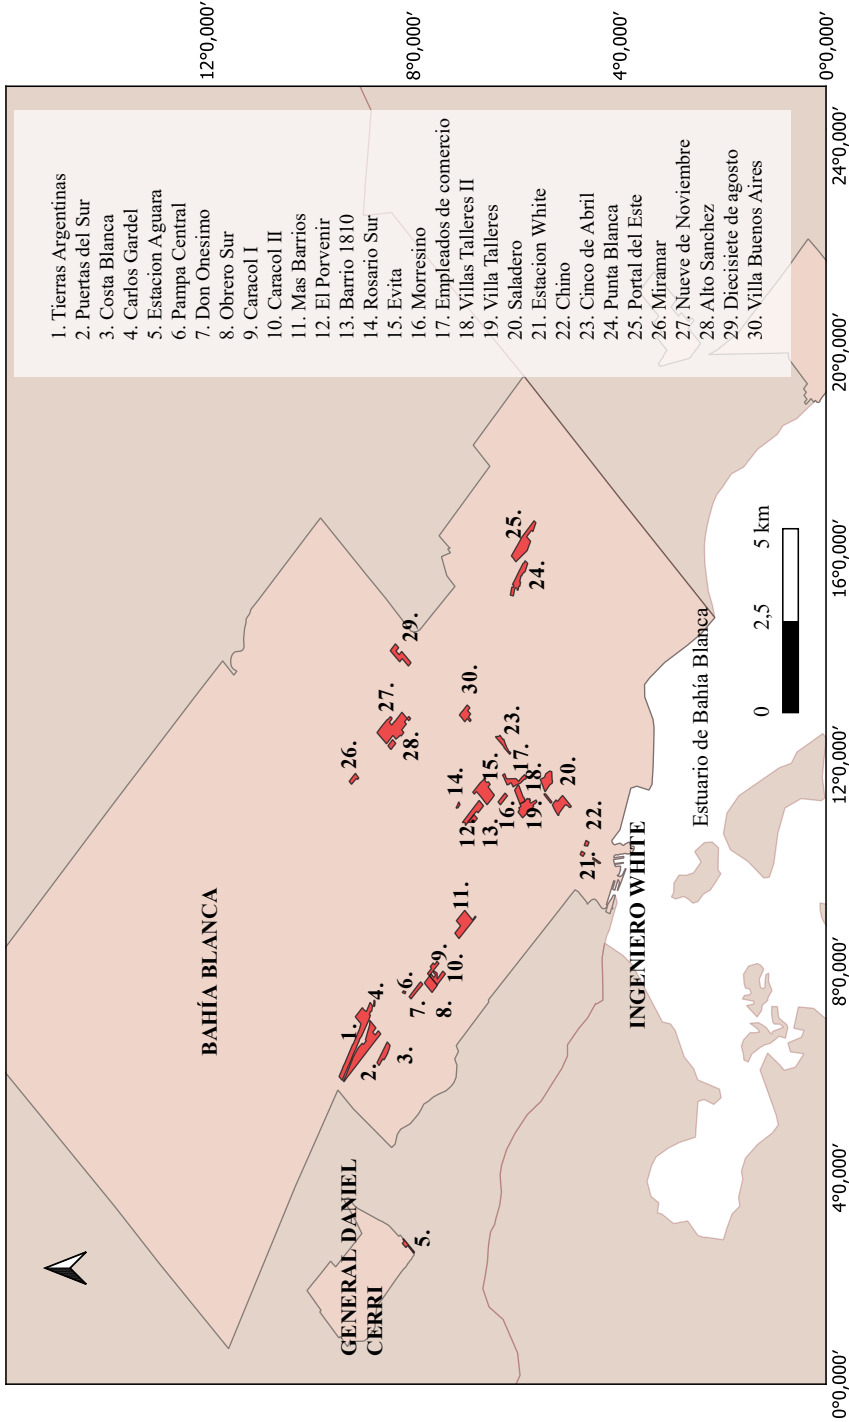 BAHÍA BLANCA
GENERAL DANIEL
CERRI
INGENIERO WHITE
Estuario de Bahía Blanca
1.
2.
3.
4.
5.
6.
7.
8.
9.
10.
11.
12.
13.
14.
15.
16.
17.
18.
19.
20.
21.
22.
23.
24.
25.
26.
27.
28.
29.
30.
1. Tierras Argentinas
2. Puertas del Sur
3. Costa Blanca
4. Carlos Gardel
5. Estacion Aguara
6. Pampa Central
7. Don Onesimo
8. Obrero Sur
9. Caracol I
10. Caracol II
11. Mas Barrios
12. El Porvenir
13. Barrio 1810
14. Rosario Sur
15. Evita
16. Morresino
17. Empleados de comercio
18. Villas Talleres II
19. Villa Talleres
20. Saladero
21. Estacion White
22. Chino
23. Cinco de Abril
24. Punta Blanca
25. Portal del Este
26. Miramar
27. Nueve de Noviembre
28. Alto Sanchez
29. Diecisiete de agosto
30. Villa Buenos Aires
0 2,5 5 km
12°0,000′
8°0,000′
4°0,000′
0°0,000′
0°0,000′ 4°0,000′ 8°0,000′ 12°0,000′ 16°0,000′ 20°0,000′ 24°0,000′